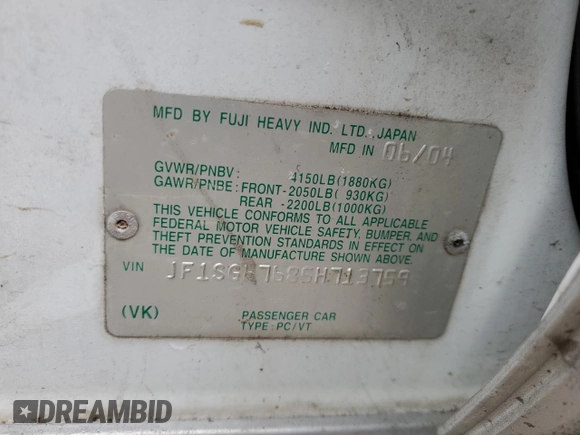 MFD BY FUJI HEAVY IND. LTD. JAPAN
MFD IN 06/04
GVWR/PNBV: 4150LB(1880KG)
GAWR/PNBE: FRONT-2050LB( 930KG)
REAR -2200LB(1000KG)
THIS VEHICLE CONFORMS TO ALL APPLICABLE
FEDERAL MOTOR VEHICLE SAFETY, BUMPER, AND
THEFT PREVENTION STANDARDS IN EFFECT ON
THE DATE OF MANUFACTURE SHOWN ABOVE.
VIN
(VK) PASSENGER CAR
TYPE: PC/VT
DREAMBID